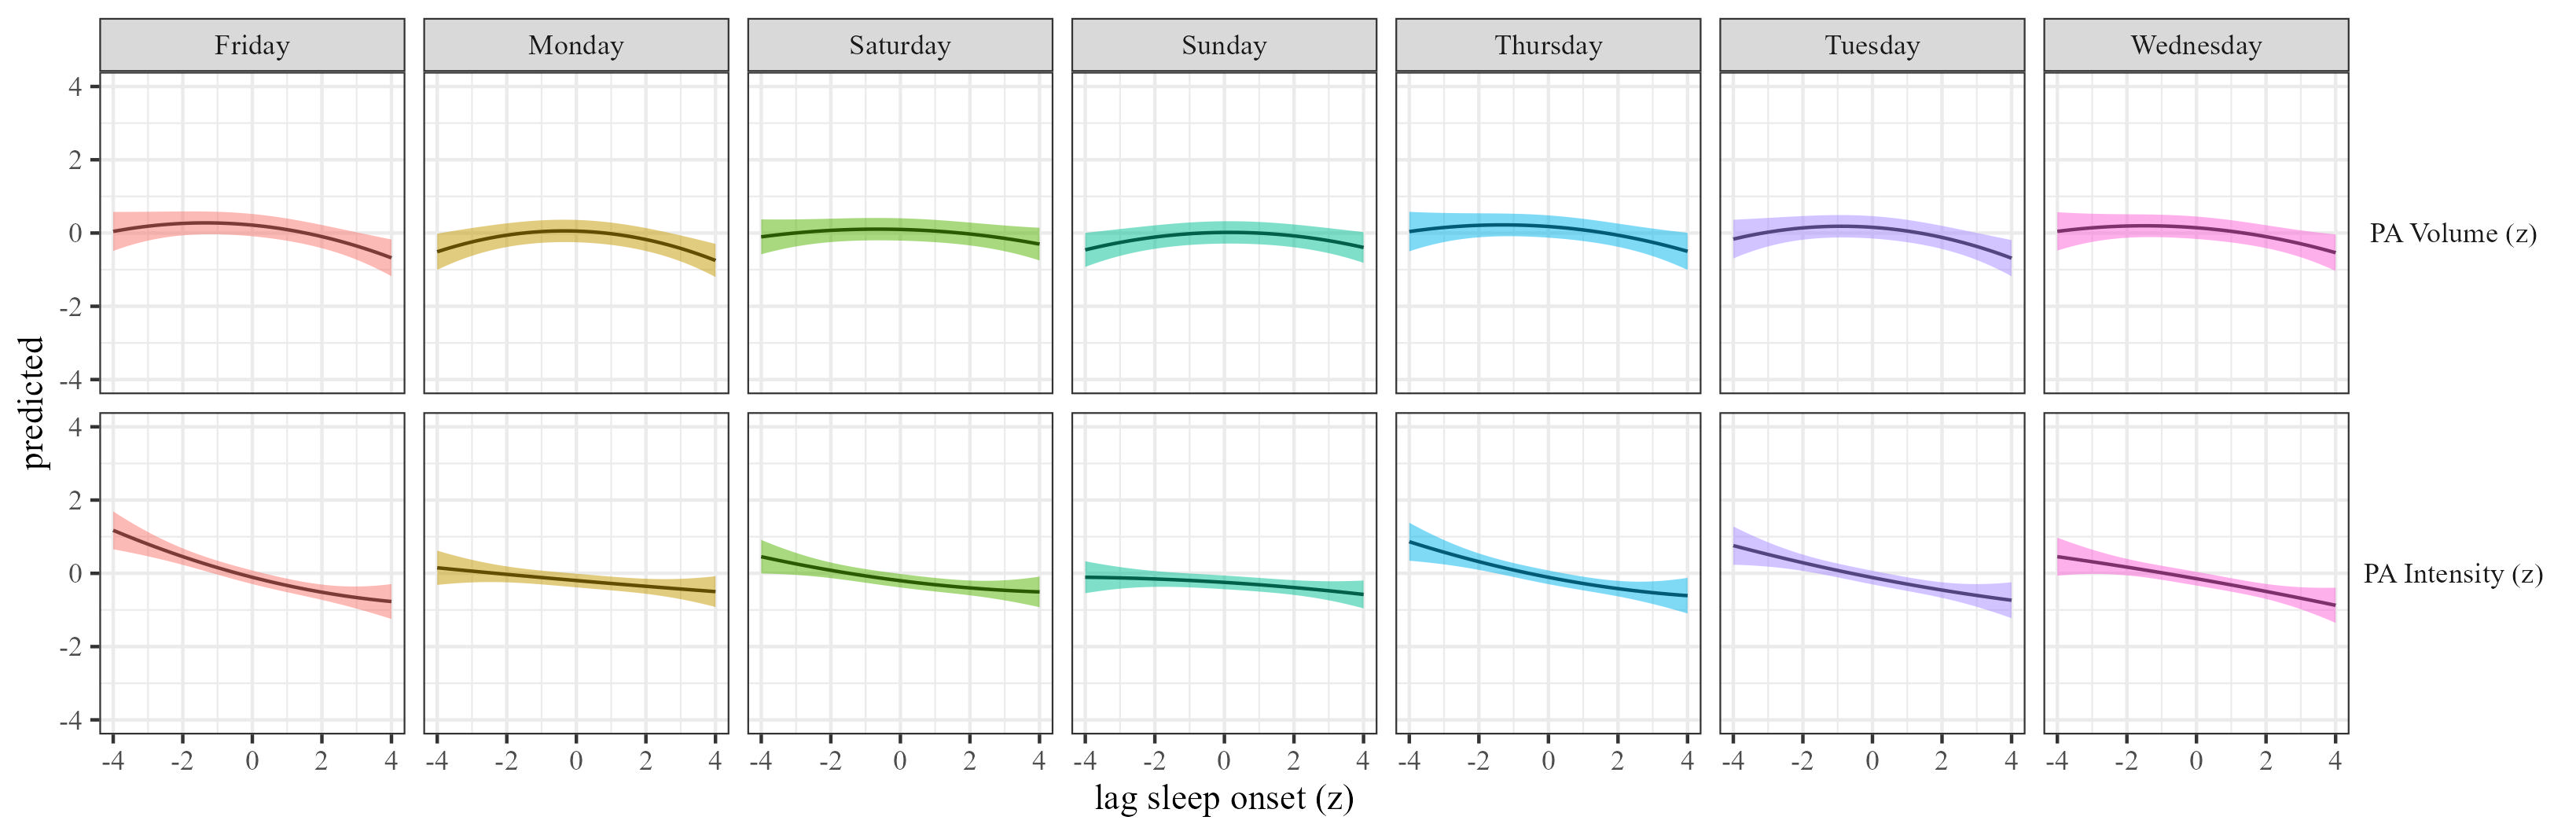 Friday Monday Saturday Sunday Thursday Tuesday Wednesday
4
2
0
-2
-4
PA Volume (z)
predicted
4
2
0
-2
-4
PA Intensity (z)
-4 -2 0 2 4 -4 -2 0 2 4 -4 -2 0 2 4 -4 -2 0 2 4 -4 -2 0 2 4 -4 -2 0 2 4 -4 -2 0 2 4
lag sleep onset (z)